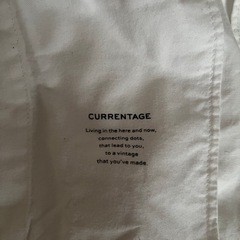 CURRENTAGE
Living in the here and now,
connecting dots,
that lead to you,
to a vintage
that you've made.